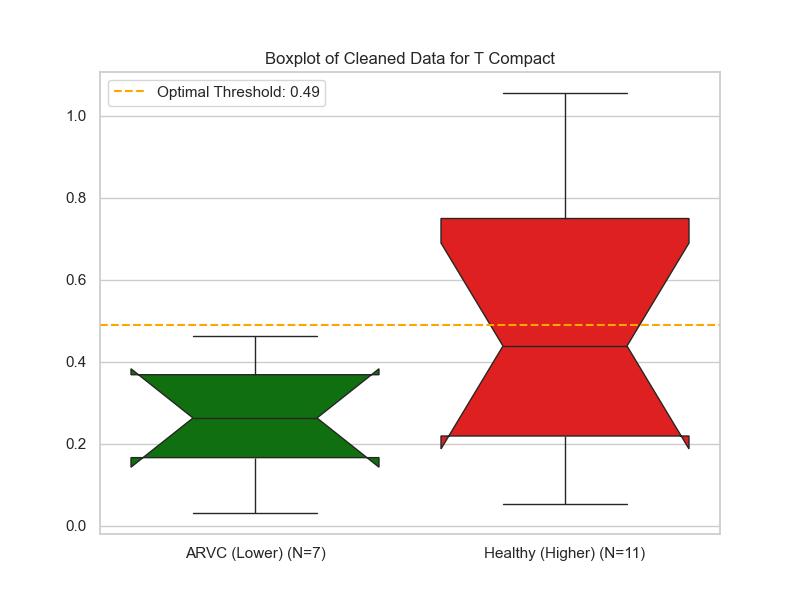 Boxplot of Cleaned Data for T Compact
Optimal Threshold: 0.49
1.0
0.8
0.6
0.4
0.2
0.0
ARVC (Lower) (N=7)
Healthy (Higher) (N=11)